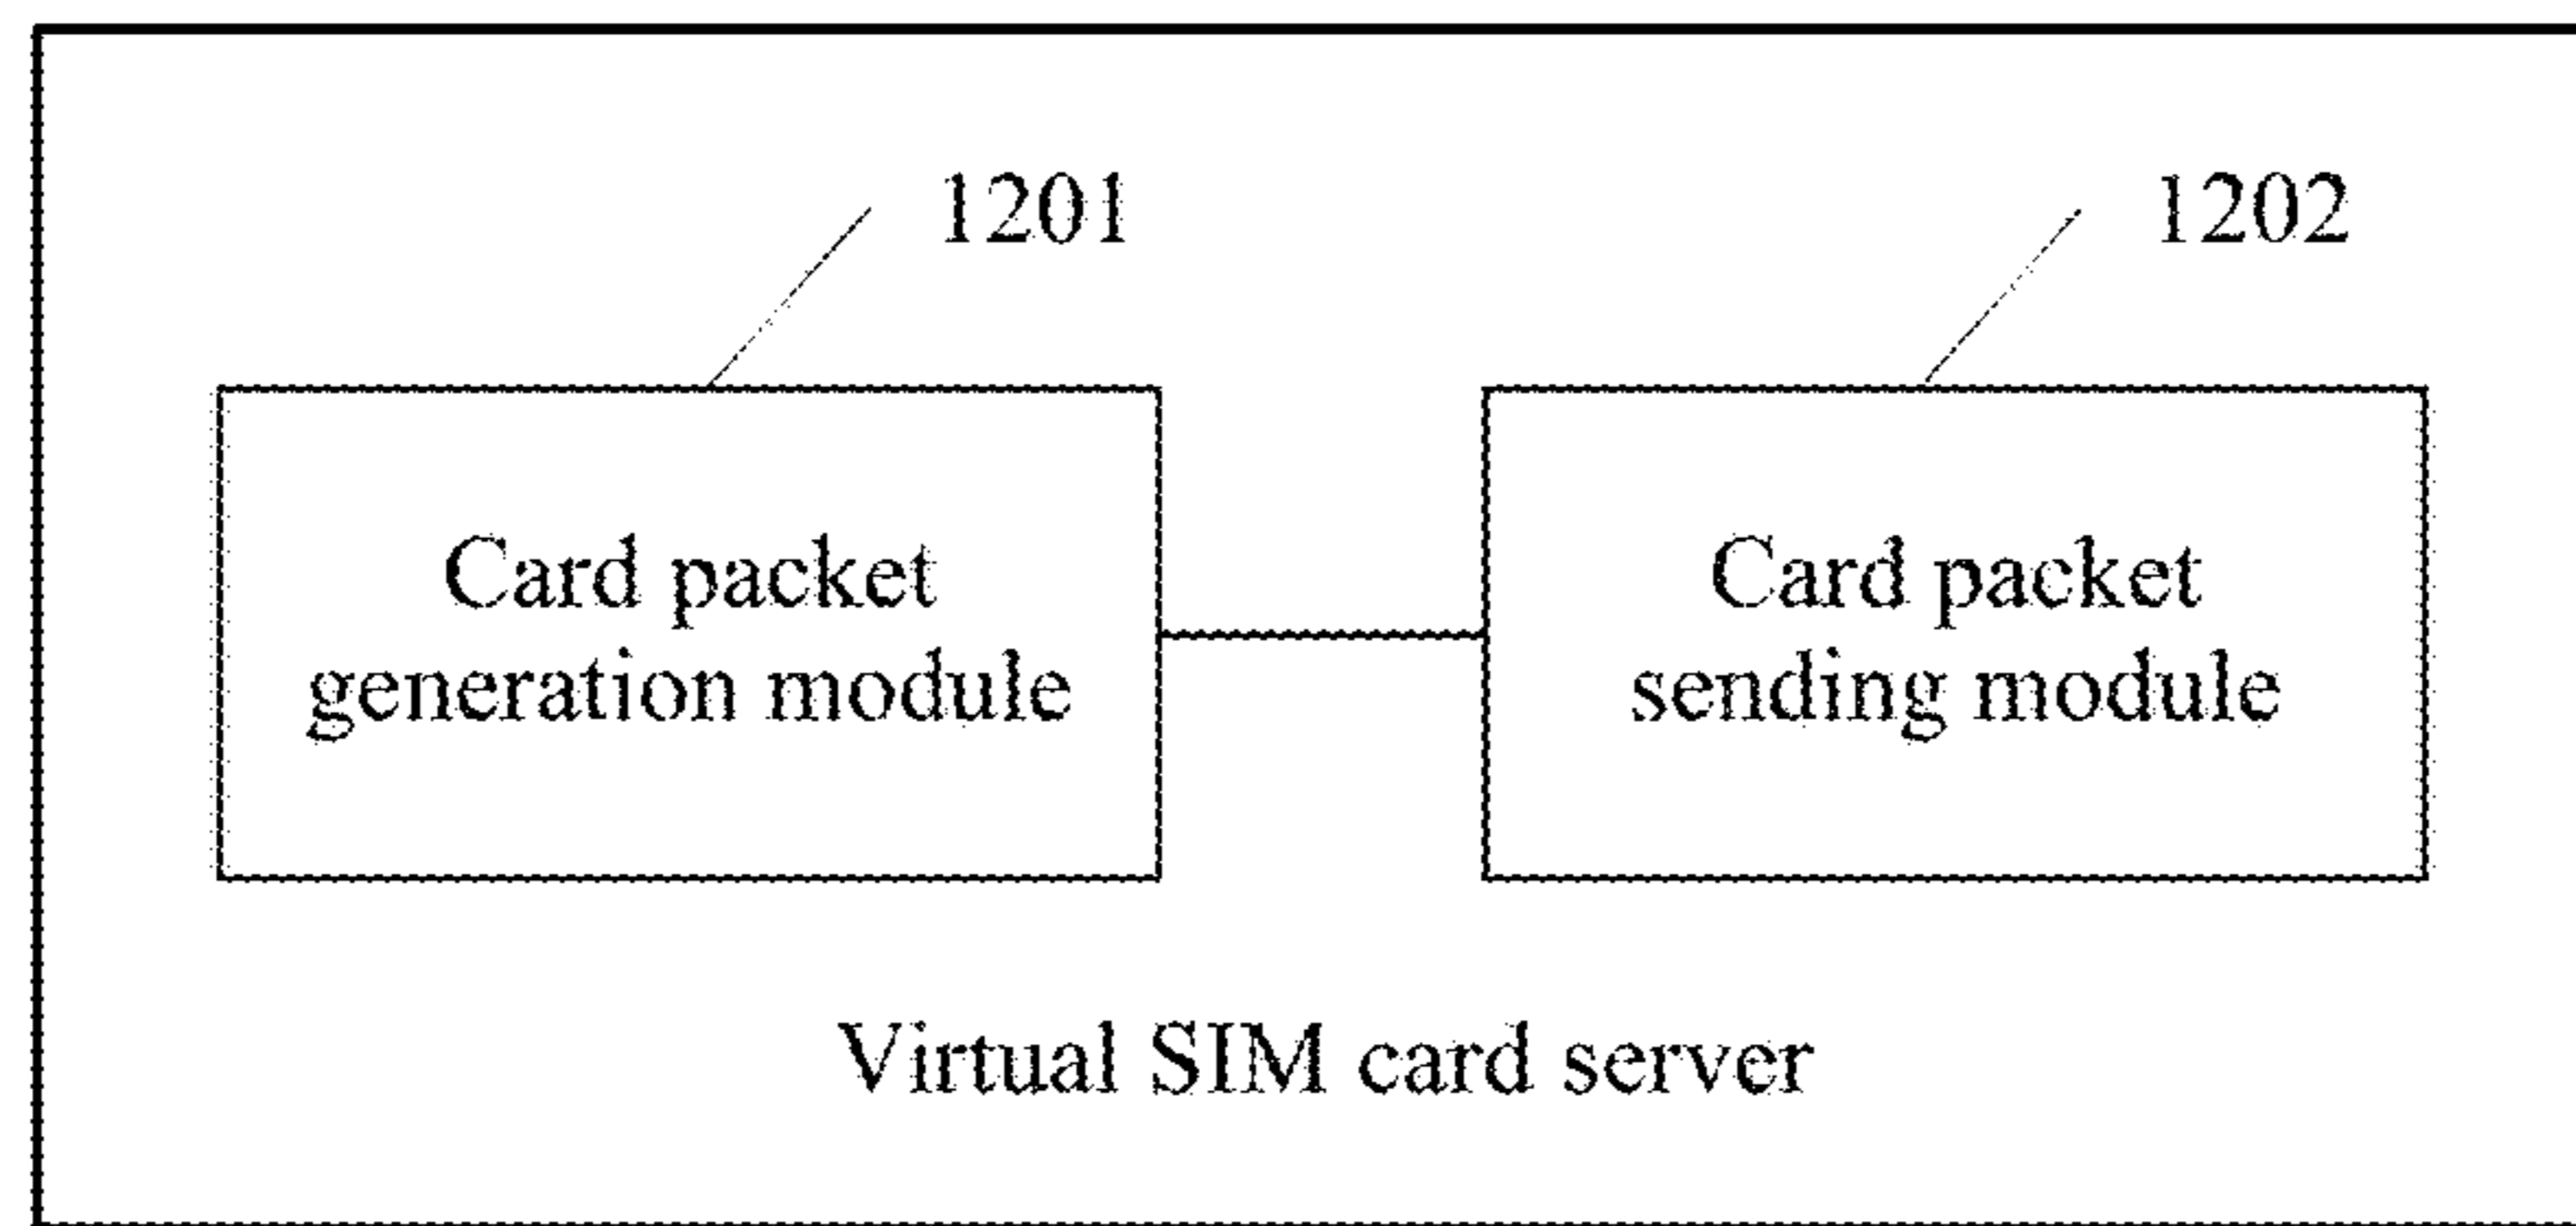 1201
1202
Card packet
generation module
Card packet
sending module
Virtual SIM card server